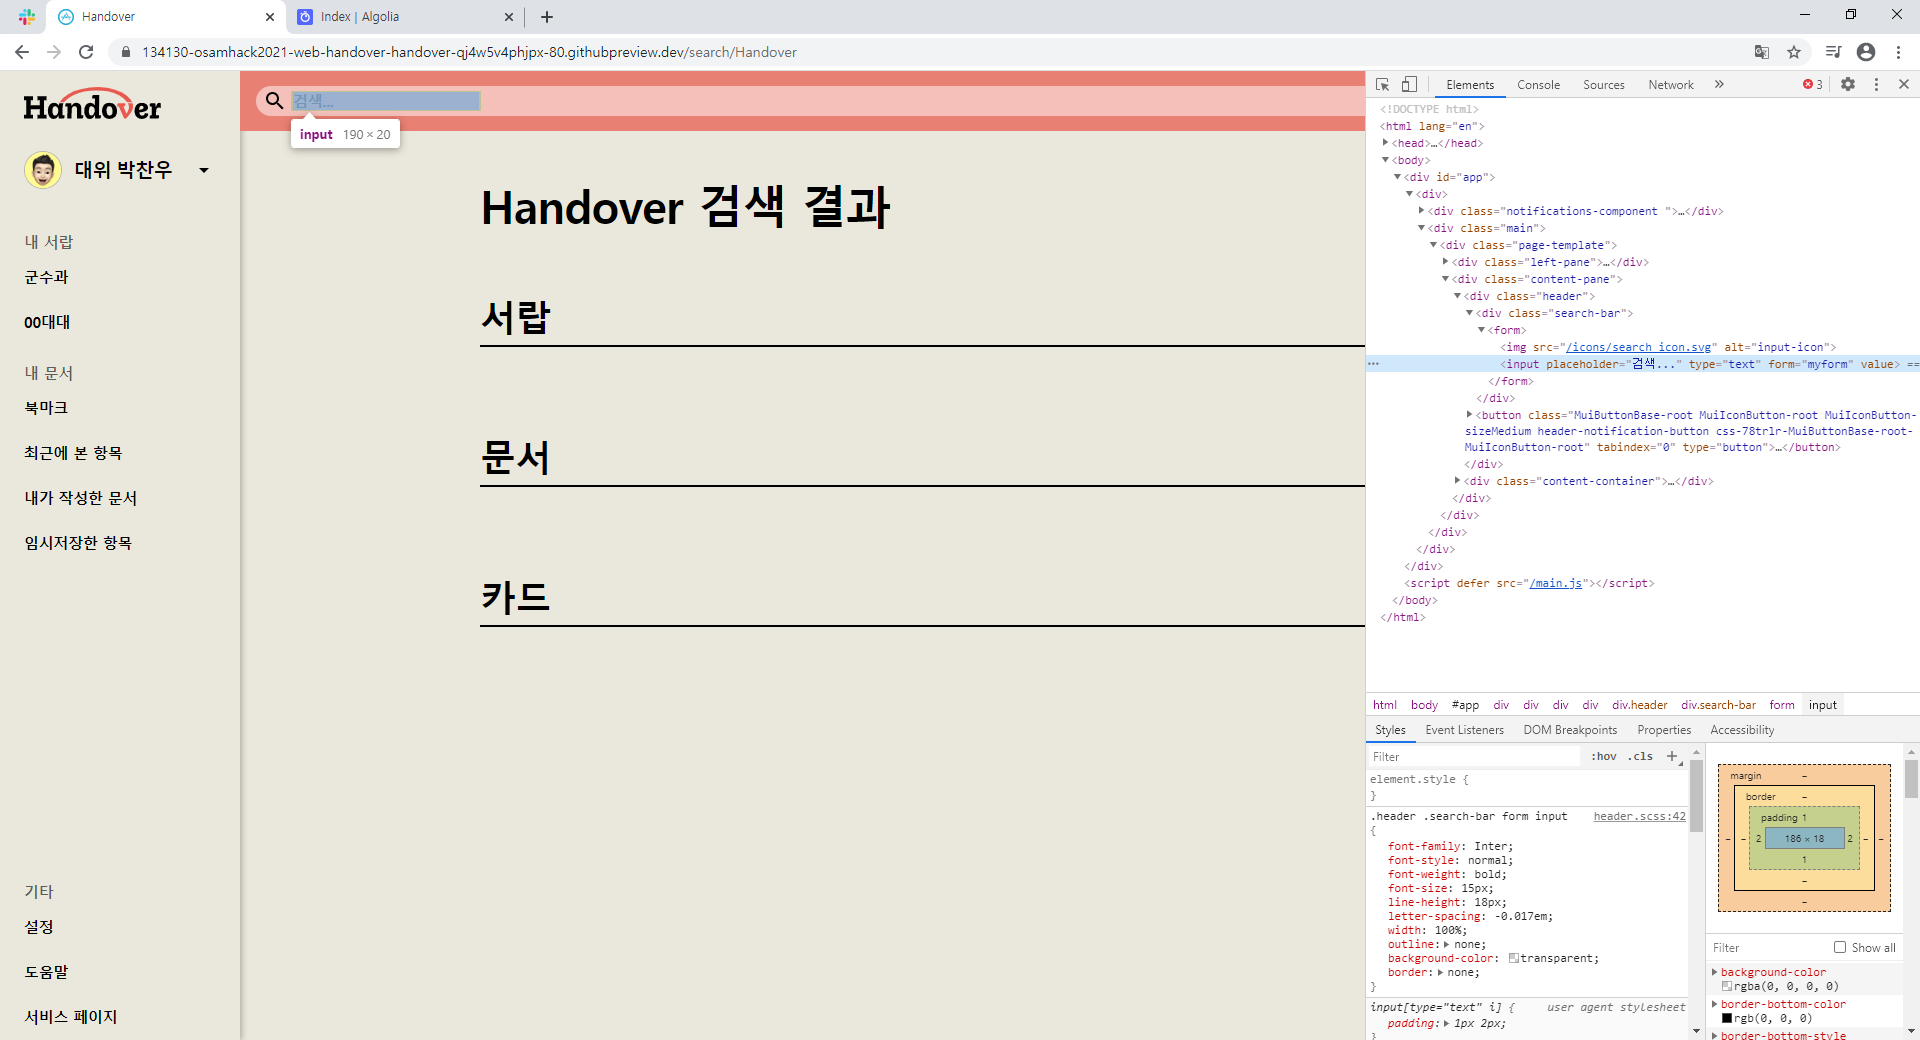 Handover
Index | Algolia
134130-osamhack2021-web-handover-handover-qj4w5v4phjpx-80.githubpreview.dev/search/Handover
Handover
대위 박찬우
내 서랍
군수과
00대대
내 문서
북마크
최근에 본 항목
내가 작성한 문서
임시저장한 항목
기타
설정
도움말
서비스 페이지
검색...
input 190 × 20
Handover 검색 결과
서랍
문서
카드
Elements Console Sources Network » 3
<!DOCTYPE html>
<html lang="en">
<head>…</head>
<body>
<div id="app">
<div>
<div class="notifications-component ">…</div>
<div class="main">
<div class="page-template">
<div class="left-pane">…</div>
<div class="content-pane">
<div class="header">
<div class="search-bar">
<form>
<img src="/icons/search_icon.svg" alt="input-icon">
<input placeholder="검색..." type="text" form="myform" value> ==
</form>
</div>
<button class="MuiButtonBase-root MuiIconButton-root MuiIconButton-
sizeMedium header-notification-button css-78trlr-MuiButtonBase-root-
MuiIconButton-root" tabindex="0" type="button">…</button>
</div>
<div class="content-container">…</div>
</div>
</div>
</div>
</div>
</div>
<script defer src="/main.js"></script>
</body>
</html>
html body #app div div div div div.header div.search-bar form input
Styles Event Listeners DOM Breakpoints Properties Accessibility
Filter :hov .cls +
element.style {
}
.header .search-bar form input header.scss:42
{
font-family: Inter;
font-style: normal;
font-weight: bold;
font-size: 15px;
line-height: 18px;
letter-spacing: -0.017em;
width: 100%;
outline: none;
background-color: transparent;
border: none;
}
input[type="text" i] { user agent stylesheet
padding: 1px 2px;
}
margin –
border –
padding 1
– – 2 186 × 18 2 – –
1
–
–
Filter Show all
background-color
rgba(0, 0, 0, 0)
border-bottom-color
rgb(0, 0, 0)
border-bottom-style